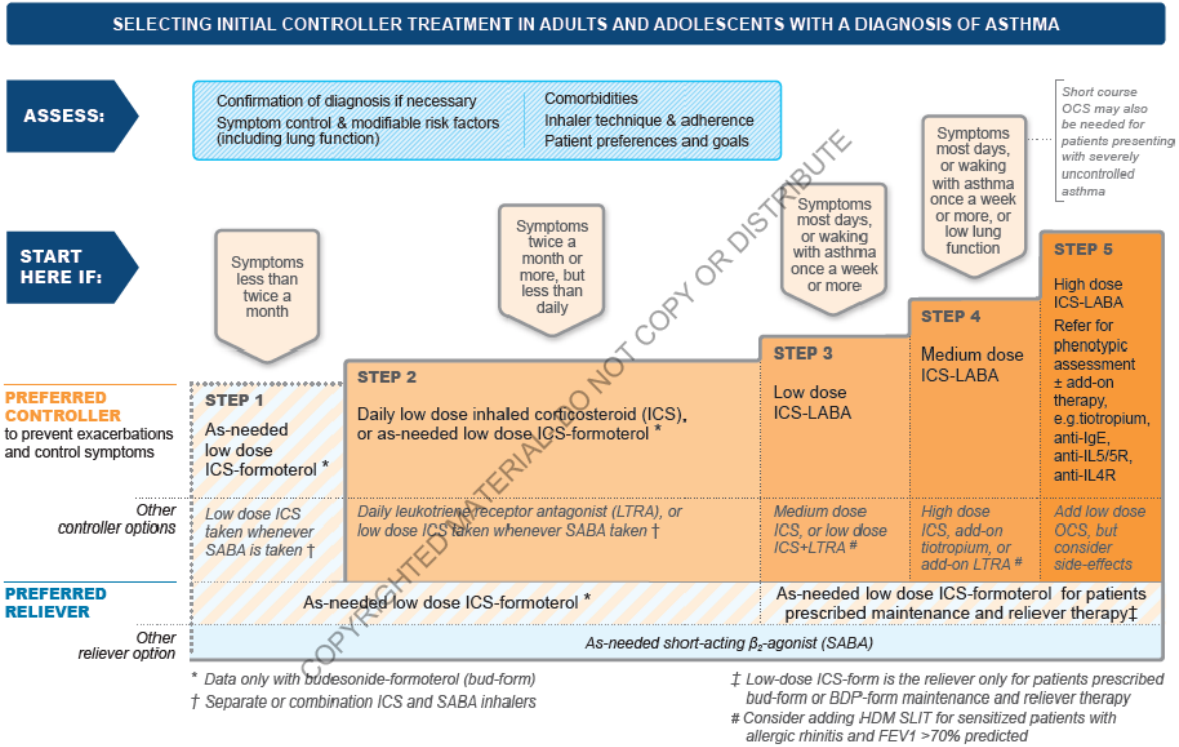 SELECTING INITIAL CONTROLLER TREATMENT IN ADULTS AND ADOLESCENTS WITH A DIAGNOSIS OF ASTHMA
ASSESS:
Confirmation of diagnosis if necessary
Symptom control & modifiable risk factors
(including lung function)
Comorbidities
Inhaler technique & adherence
Patient preferences and goals
Short course
OCS may also
be needed for
patients presenting
with severely
uncontrolled
asthma
START
HERE IF:
Symptoms
less than
twice a
month
Symptoms
twice a
month or
more, but
less than
daily
Symptoms
most days,
or waking
with asthma
once a week
or more
Symptoms
most days,
or waking
with asthma
once a week
or more, or
low lung
function
PREFERRED
CONTROLLER
to prevent exacerbations
and control symptoms
STEP 1
As-needed
low dose
ICS-formoterol *
STEP 2
Daily low dose inhaled corticosteroid (ICS),
or as-needed low dose ICS-formoterol *
STEP 3
Low dose
ICS-LABA
STEP 4
Medium dose
ICS-LABA
STEP 5
High dose
ICS-LABA
Refer for
phenotypic
assessment
± add-on
therapy,
e.g.tiotropium,
anti-IgE,
anti-IL5/5R,
anti-IL4R
Other
controller options
Low dose ICS
taken whenever
SABA is taken †
Daily leukotriene receptor antagonist (LTRA), or
low dose ICS taken whenever SABA taken †
Medium dose
ICS, or low dose
ICS+LTRA #
High dose
ICS, add-on
tiotropium, or
add-on LTRA #
Add low dose
OCS, but
consider
side-effects
PREFERRED
RELIEVER
As-needed low dose ICS-formoterol *
As-needed low dose ICS-formoterol for patients
prescribed maintenance and reliever therapy‡
Other
reliever option
As-needed short-acting β₂-agonist (SABA)
* Data only with budesonide-formoterol (bud-form)
† Separate or combination ICS and SABA inhalers
‡ Low-dose ICS-form is the reliever only for patients prescribed
bud-form or BDP-form maintenance and reliever therapy
# Consider adding HDM SLIT for sensitized patients with
allergic rhinitis and FEV1 >70% predicted
COPYRIGHTED MATERIAL- DO NOT COPY OR DISTRIBUTE